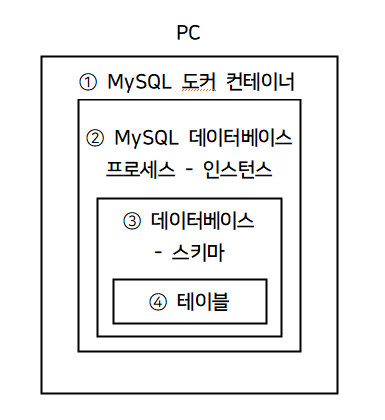 PC
① MySQL 도커 컨테이너
② MySQL 데이터베이스
프로세스 - 인스턴스
③ 데이터베이스
- 스키마
④ 테이블